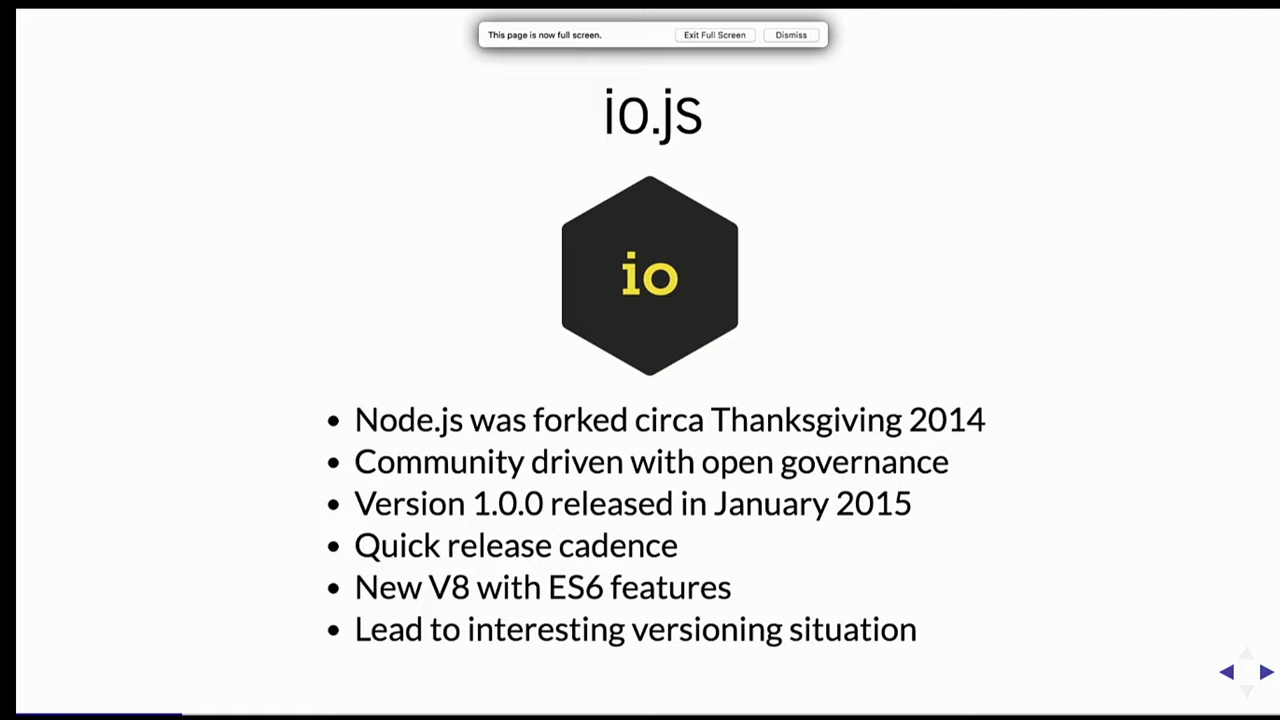 This page is now full screen. Exit Full Screen Dismiss
io.js
io
• Node.js was forked circa Thanksgiving 2014
• Community driven with open governance
• Version 1.0.0 released in January 2015
• Quick release cadence
• New V8 with ES6 features
• Lead to interesting versioning situation